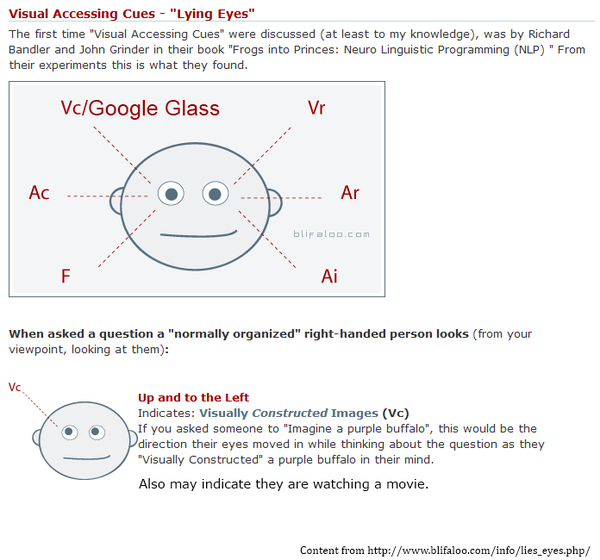 Visual Accessing Cues - "Lying Eyes"
The first time "Visual Accessing Cues" were discussed (at least to my knowledge), was by Richard
Bandler and John Grinder in their book "Frogs into Princes: Neuro Linguistic Programming (NLP) " From
their experiments this is what they found.
Vc/Google Glass
Vr
Ac
Ar
blifaloo.com
F
Ai
When asked a question a "normally organized" right-handed person looks (from your
viewpoint, looking at them):
Vc
Up and to the Left
Indicates: Visually Constructed Images (Vc)
If you asked someone to "Imagine a purple buffalo", this would be the
direction their eyes moved in while thinking about the question as they
"Visually Constructed" a purple buffalo in their mind.
Also may indicate they are watching a movie.
Content from http://www.blifaloo.com/info/lies_eyes.php/